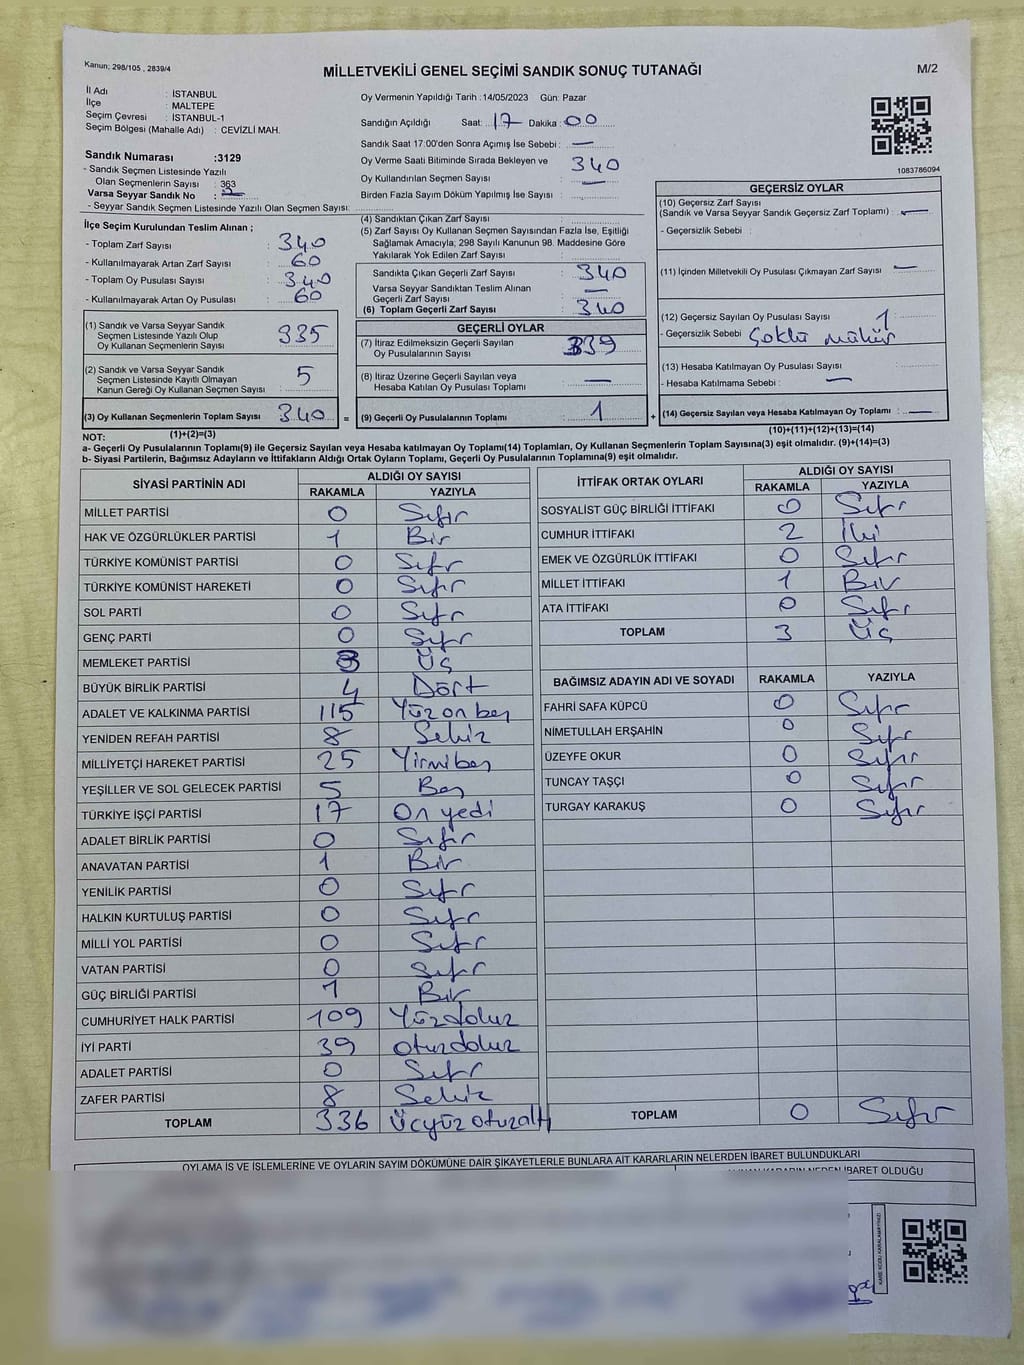 Kanun; 298/105 , 2839/4
MİLLETVEKİLİ GENEL SEÇİMİ SANDIK SONUÇ TUTANAĞI
M/2
İl Adı : İSTANBUL
İlçe : MALTEPE
Seçim Çevresi : İSTANBUL-1
Seçim Bölgesi (Mahalle Adı) : CEVİZLİ MAH.
Sandık Numarası :3129
- Sandık Seçmen Listesinde Yazılı
Olan Seçmenlerin Sayısı : 363
Varsa Seyyar Sandık No :
- Seyyar Sandık Seçmen Listesinde Yazılı Olan Seçmen Sayısı:
Oy Vermenin Yapıldığı Tarih :14/05/2023 Gün: Pazar
Sandığın Açıldığı Saat: 17 Dakika : 00
Sandık Saat 17:00'den Sonra Açımış İse Sebebi : —
Oy Verme Saati Bitiminde Sırada Bekleyen ve 340
Oy Kullandırılan Seçmen Sayısı : —
Birden Fazla Sayım Döküm Yapılmış İse Sayısı :
1083786094
İlçe Seçim Kurulundan Teslim Alınan ;
- Toplam Zarf Sayısı : 340
- Kullanılmayarak Artan Zarf Sayısı : 60
- Toplam Oy Pusulası Sayısı : 340
- Kullanılmayarak Artan Oy Pusulası : 60
(4) Sandıktan Çıkan Zarf Sayısı :
(5) Zarf Sayısı Oy Kullanan Seçmen Sayısından Fazla İse, Eşitliği
Sağlamak Amacıyla; 298 Sayılı Kanunun 98. Maddesine Göre
Yakılarak Yok Edilen Zarf Sayısı :
Sandıkta Çıkan Geçerli Zarf Sayısı : 340
Varsa Seyyar Sandıktan Teslim Alınan
Geçerli Zarf Sayısı : —
(6) Toplam Geçerli Zarf Sayısı : 340
GEÇERSİZ OYLAR
(10) Geçersiz Zarf Sayısı
(Sandık ve Varsa Seyyar Sandık Geçersiz Zarf Toplamı) : —
- Geçersizlik Sebebi :
(11) İçinden Milletvekili Oy Pusulası Çıkmayan Zarf Sayısı : —
(12) Geçersiz Sayılan Oy Pusulası Sayısı : 1
- Geçersizlik Sebebi : Çoklu mühür
(13) Hesaba Katılmayan Oy Pusulası Sayısı :
- Hesaba Katılmama Sebebi : —
(14) Geçersiz Sayılan veya Hesaba Katılmayan Oy Toplamı : —
(10)+(11)+(12)+(13)=(14)
(1) Sandık ve Varsa Seyyar Sandık
Seçmen Listesinde Yazılı Olup
Oy Kullanan Seçmenlerin Sayısı : 335
(2) Sandık ve Varsa Seyyar Sandık
Seçmen Listesinde Kayıtlı Olmayan
Kanun Gereği Oy Kullanan Seçmen Sayısı : 5
(3) Oy Kullanan Seçmenlerin Toplam Sayısı : 340 =
(1)+(2)=(3)
GEÇERLİ OYLAR
(7) İtiraz Edilmeksizin Geçerli Sayılan
Oy Pusulalarının Sayısı : 339
(8) İtiraz Üzerine Geçerli Sayılan veya
Hesaba Katılan Oy Pusulası Toplamı : —
(9) Geçerli Oy Pusulalarının Toplamı : 1 +
NOT:
a- Geçerli Oy Pusulalarının Toplamı(9) ile Geçersiz Sayılan veya Hesaba katılmayan Oy Toplamı(14) Toplamları, Oy Kullanan Seçmenlerin Toplam Sayısına(3) eşit olmalıdır. (9)+(14)=(3)
b- Siyasi Partilerin, Bağımsız Adayların ve İttifakların Aldığı Ortak Oyların Toplamı, Geçerli Oy Pusulalarının Toplamına(9) eşit olmalıdır.
SİYASİ PARTİNİN ADI ALDIĞI OY SAYISI
RAKAMLA YAZIYLA
MİLLET PARTİSİ 0 Sıfır
HAK VE ÖZGÜRLÜKLER PARTİSİ 1 Bir
TÜRKİYE KOMÜNİST PARTİSİ 0 Sıfır
TÜRKİYE KOMÜNİST HAREKETİ 0 Sıfır
SOL PARTİ 0 Sıfır
GENÇ PARTİ 0 Sıfır
MEMLEKET PARTİSİ 3 Üç
BÜYÜK BİRLİK PARTİSİ 4 Dört
ADALET VE KALKINMA PARTİSİ 115 Yüz on beş
YENİDEN REFAH PARTİSİ 8 Sekiz
MİLLİYETÇİ HAREKET PARTİSİ 25 Yirmibeş
YEŞİLLER VE SOL GELECEK PARTİSİ 5 Beş
TÜRKİYE İŞÇİ PARTİSİ 17 On yedi
ADALET BİRLİK PARTİSİ 0 Sıfır
ANAVATAN PARTİSİ 1 Bir
YENİLİK PARTİSİ 0 Sıfır
HALKIN KURTULUŞ PARTİSİ 0 Sıfır
MİLLİ YOL PARTİSİ 0 Sıfır
VATAN PARTİSİ 0 Sıfır
GÜÇ BİRLİĞİ PARTİSİ 1 Bir
CUMHURİYET HALK PARTİSİ 109 Yüzdokuz
İYİ PARTİ 39 otuzdokuz
ADALET PARTİSİ 0 Sıfır
ZAFER PARTİSİ 8 Sekiz
TOPLAM 336 Üçyüz otuzaltı
İTTİFAK ORTAK OYLARI ALDIĞI OY SAYISI
RAKAMLA YAZIYLA
SOSYALİST GÜÇ BİRLİĞİ İTTİFAKI 0 Sıfır
CUMHUR İTTİFAKI 2 İki
EMEK VE ÖZGÜRLÜK İTTİFAKI 0 Sıfır
MİLLET İTTİFAKI 1 Bir
ATA İTTİFAKI 0 Sıfır
TOPLAM 3 Üç
BAĞIMSIZ ADAYIN ADI VE SOYADI RAKAMLA YAZIYLA
FAHRİ SAFA KÜPCÜ 0 Sıfır
NİMETULLAH ERŞAHİN 0 Sıfır
ÜZEYFE OKUR 0 Sıfır
TUNCAY TAŞÇI 0 Sıfır
TURGAY KARAKUŞ 0 Sıfır
TOPLAM 0 Sıfır
OYLAMA İŞ VE İŞLEMLERİNE VE OYLARIN SAYIM DÖKÜMÜNE DAİR ŞİKAYETLERLE BUNLARA AİT KARARLARIN NELERDEN İBARET BULUNDUKLARI
KARARIN NEDEN İBARET OLDUĞU
KARE KODU KARALAMAYINIZ!